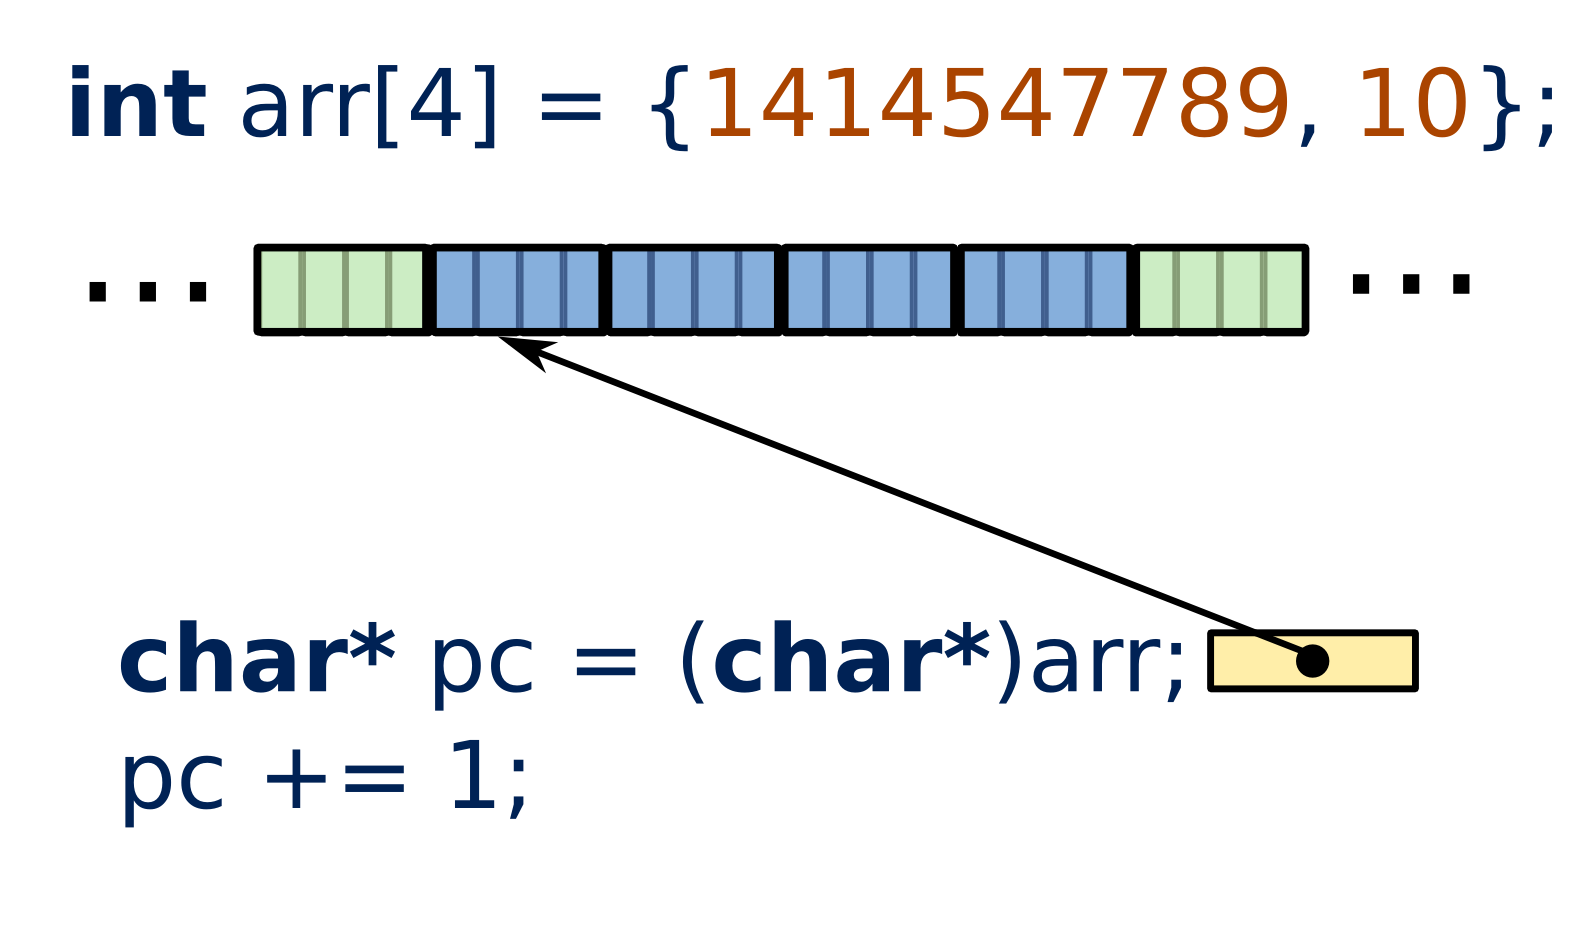 int arr[4] = {1414547789, 10};
... ...
char* pc = (char*)arr;
pc += 1;